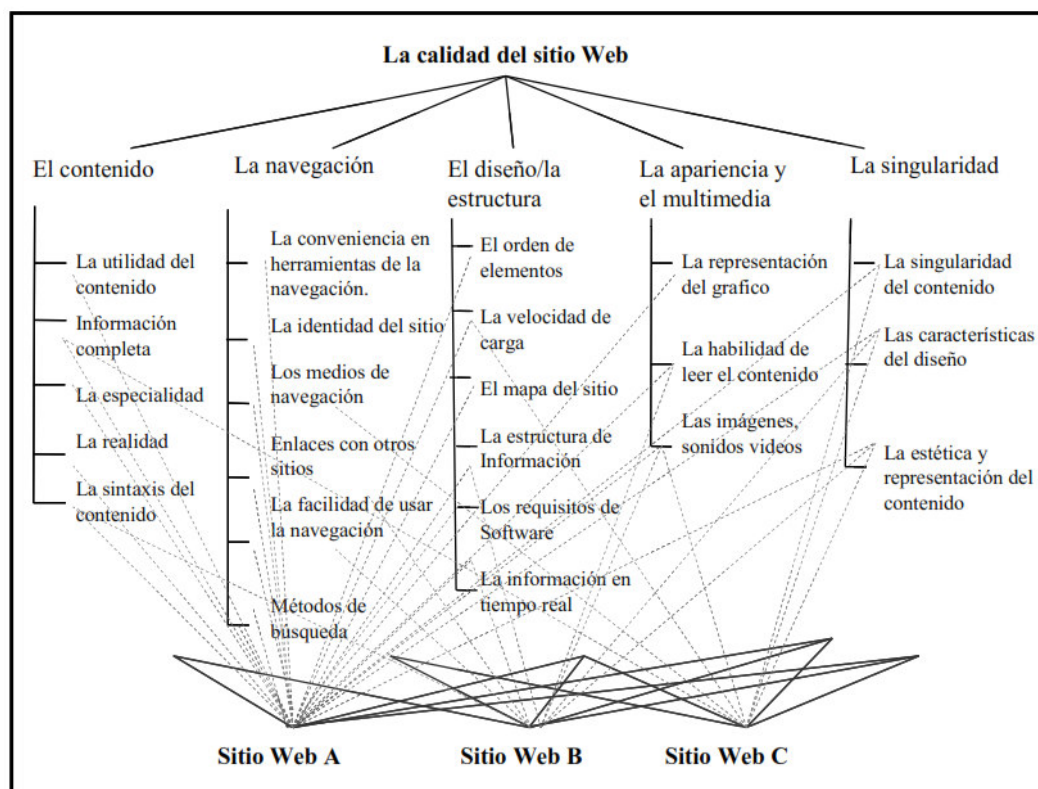 La calidad del sitio Web
El contenido
La navegación
El diseño/la
estructura
La apariencia y
el multimedia
La singularidad
La utilidad del
contenido
Información
completa
La especialidad
La realidad
La sintaxis del
contenido
La conveniencia en
herramientas de la
navegación.
La identidad del sitio
Los medios de
navegación
Enlaces con otros
sitios
La facilidad de usar
la navegación
Métodos de
búsqueda
El orden de
elementos
La velocidad de
carga
El mapa del sitio
La estructura de
Información
Los requisitos de
Software
La información en
tiempo real
La representación
del grafico
La habilidad de
leer el contenido
Las imágenes,
sonidos videos
La singularidad
del contenido
Las características
del diseño
La estética y
representación del
contenido
Sitio Web A
Sitio Web B
Sitio Web C